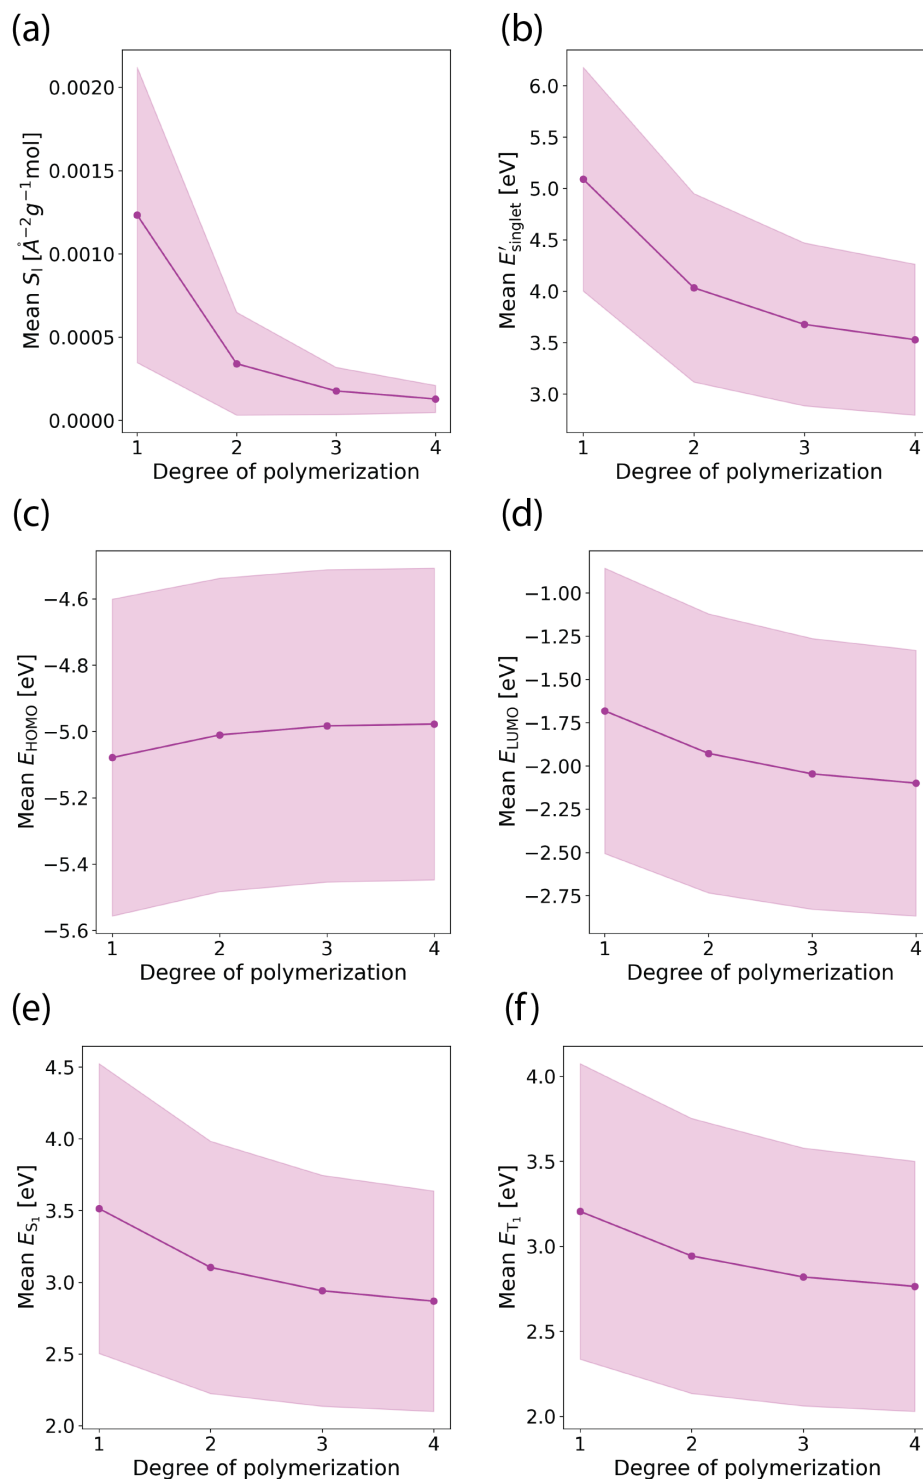 (a)
0.0020
0.0015
0.0010
0.0005
0.0000
Mean S_I [Å⁻²g⁻¹mol]
1 2 3 4
Degree of polymerization
(b)
6.0
5.5
5.0
4.5
4.0
3.5
3.0
Mean E′_singlet [eV]
1 2 3 4
Degree of polymerization
(c)
−4.6
−4.8
−5.0
−5.2
−5.4
−5.6
Mean E_HOMO [eV]
1 2 3 4
Degree of polymerization
(d)
−1.00
−1.25
−1.50
−1.75
−2.00
−2.25
−2.50
−2.75
Mean E_LUMO [eV]
1 2 3 4
Degree of polymerization
(e)
4.5
4.0
3.5
3.0
2.5
2.0
Mean E_S₁ [eV]
1 2 3 4
Degree of polymerization
(f)
4.0
3.5
3.0
2.5
2.0
Mean E_T₁ [eV]
1 2 3 4
Degree of polymerization